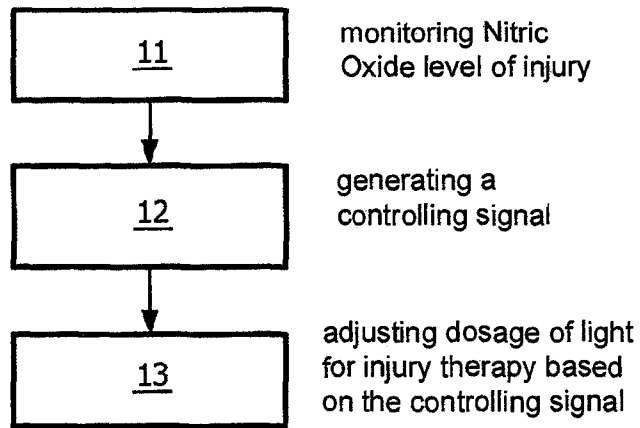 11
monitoring Nitric
Oxide level of injury
12
generating a
controlling signal
13
adjusting dosage of light
for injury therapy based
on the controlling signal